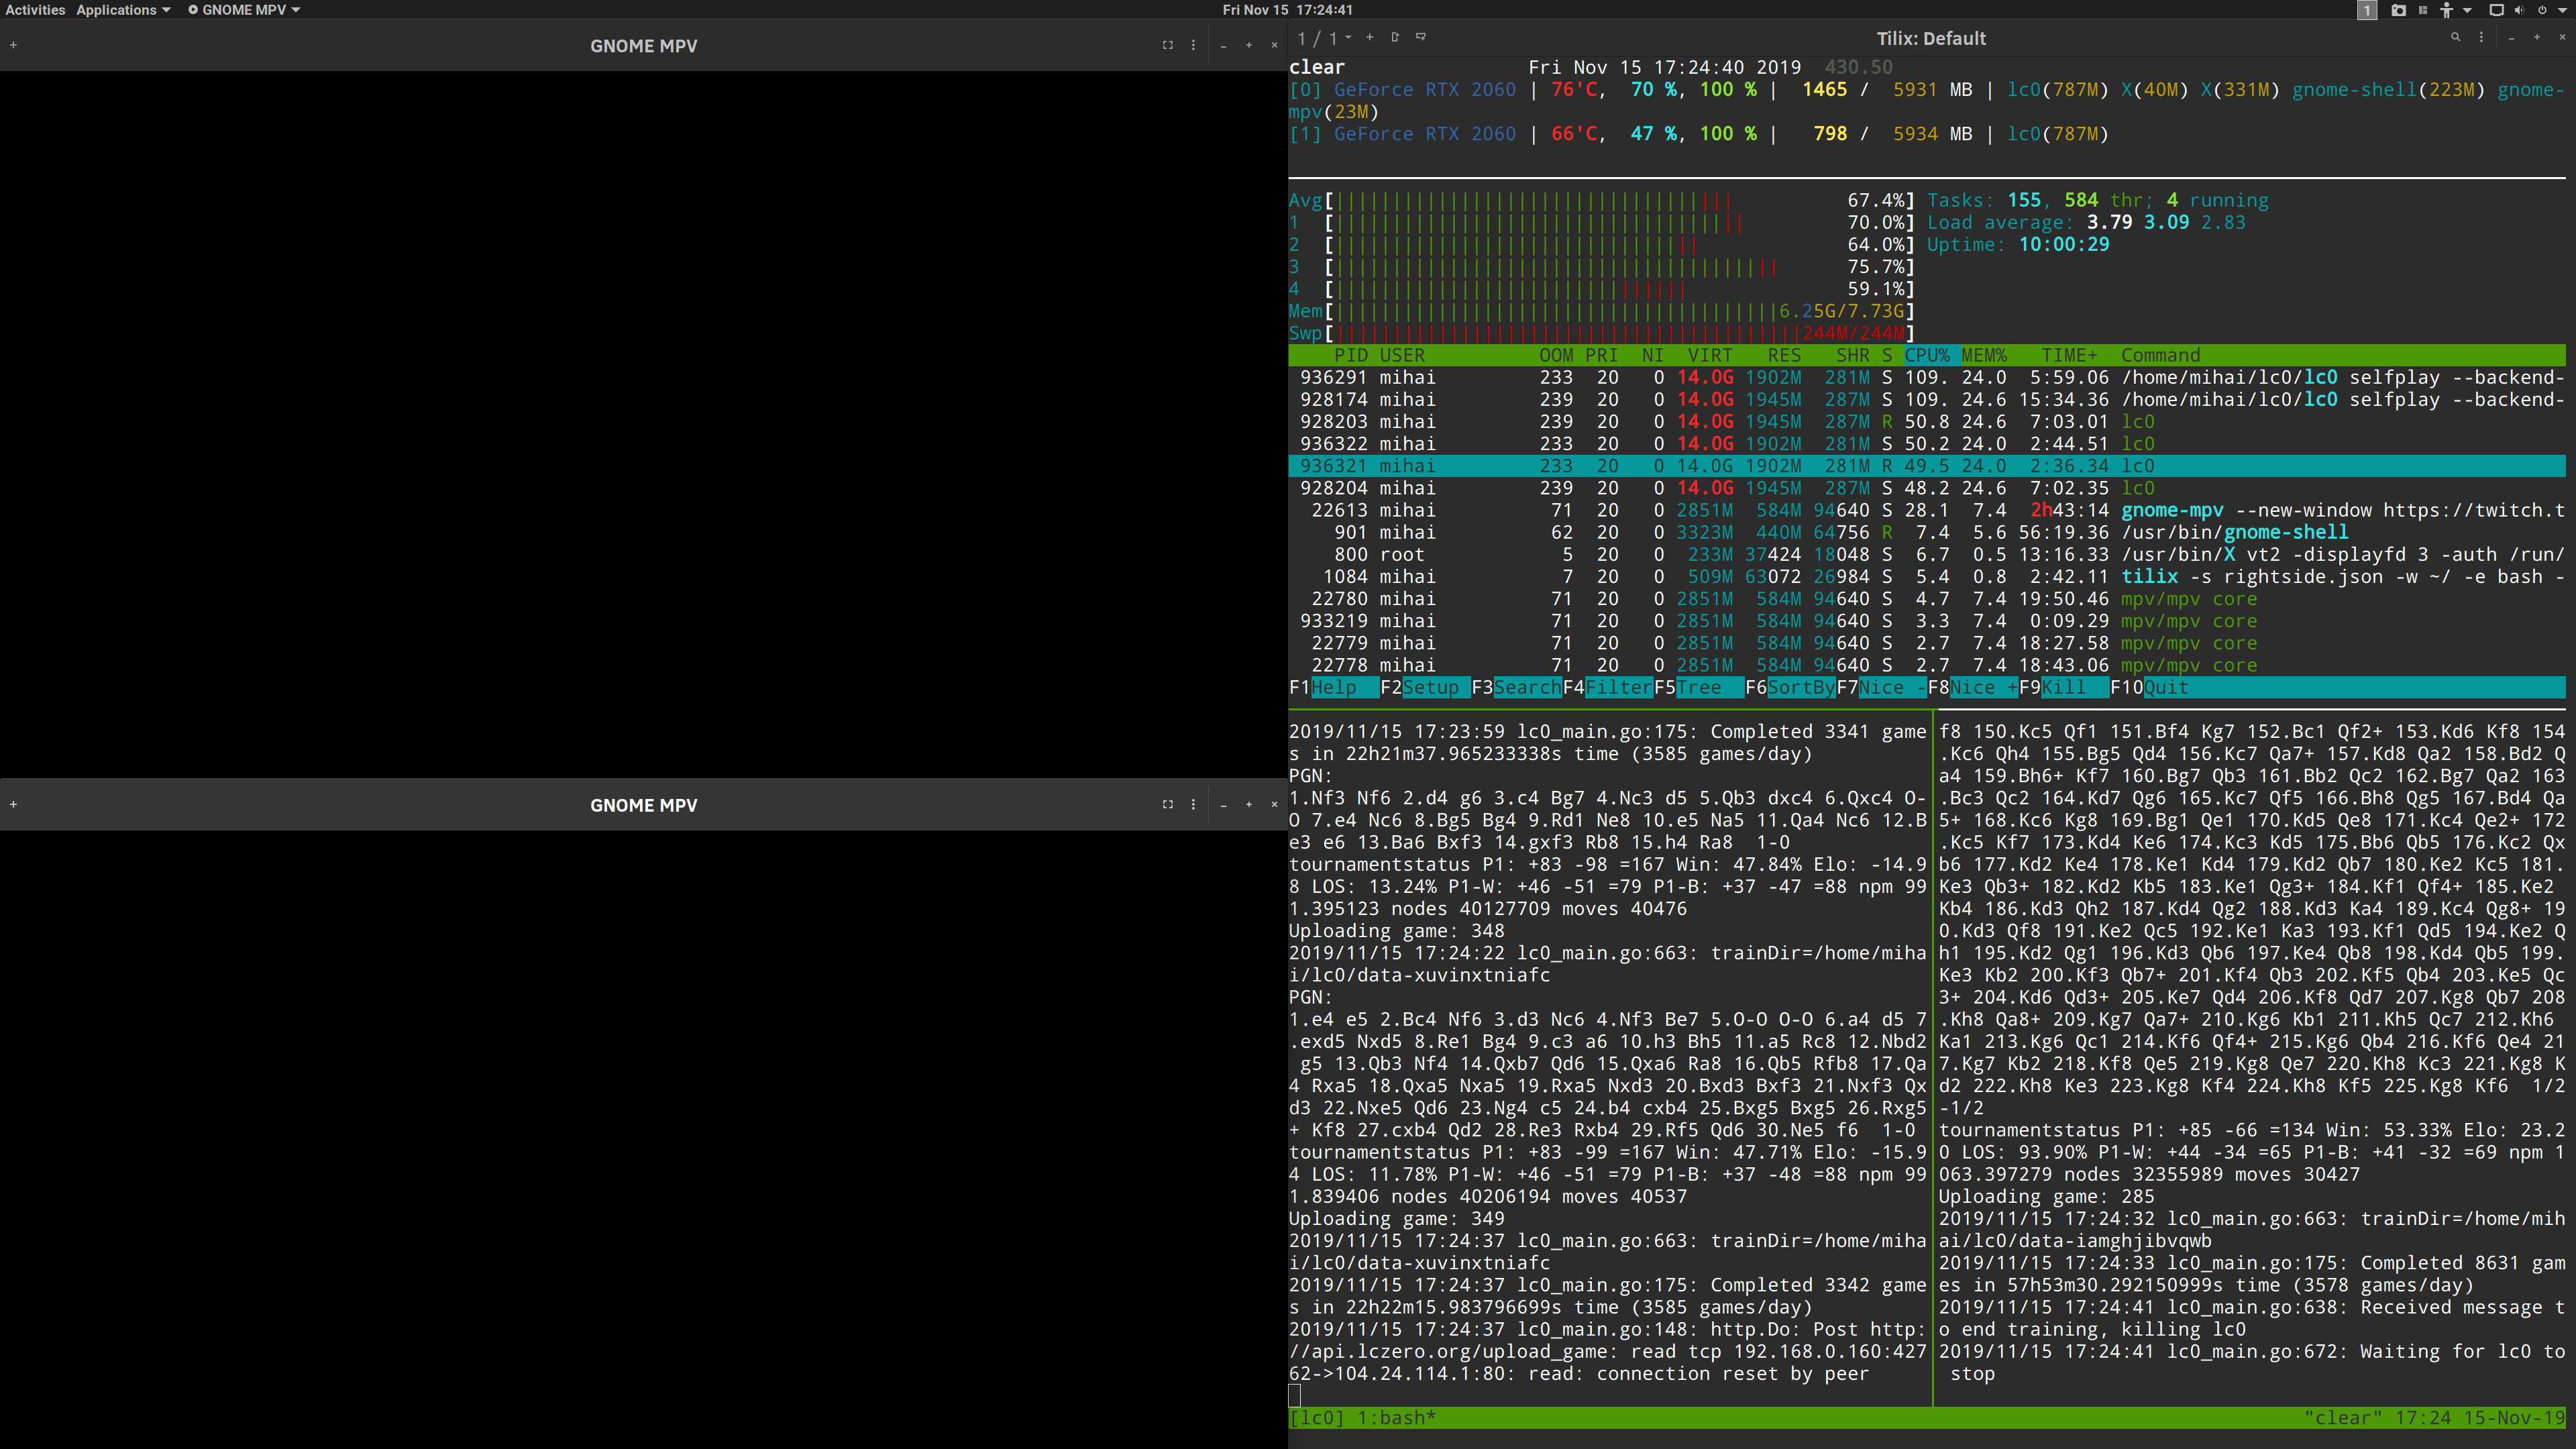 Activities Applications GNOME MPV Fri Nov 15 17:24:41 1
GNOME MPV
GNOME MPV
1 / 1 Tilix: Default
clear Fri Nov 15 17:24:40 2019 430.50
[0] GeForce RTX 2060 | 76'C, 70 %, 100 % | 1465 / 5931 MB | lc0(787M) X(40M) X(331M) gnome-shell(223M) gnome-
mpv(23M)
[1] GeForce RTX 2060 | 66'C, 47 %, 100 % | 798 / 5934 MB | lc0(787M)
Avg[ 67.4%] Tasks: 155, 584 thr; 4 running
1 [ 70.0%] Load average: 3.79 3.09 2.83
2 [ 64.0%] Uptime: 10:00:29
3 [ 75.7%]
4 [ 59.1%]
Mem[ 6.25G/7.73G]
Swp[ 244M/244M]
PID USER OOM PRI NI VIRT RES SHR S CPU% MEM% TIME+ Command
936291 mihai 233 20 0 14.0G 1902M 281M S 109. 24.0 5:59.06 /home/mihai/lc0/lc0 selfplay --backend-
928174 mihai 239 20 0 14.0G 1945M 287M S 109. 24.6 15:34.36 /home/mihai/lc0/lc0 selfplay --backend-
928203 mihai 239 20 0 14.0G 1945M 287M R 50.8 24.6 7:03.01 lc0
936322 mihai 233 20 0 14.0G 1902M 281M S 50.2 24.0 2:44.51 lc0
936321 mihai 233 20 0 14.0G 1902M 281M R 49.5 24.0 2:36.34 lc0
928204 mihai 239 20 0 14.0G 1945M 287M S 48.2 24.6 7:02.35 lc0
22613 mihai 71 20 0 2851M 584M 94640 S 28.1 7.4 2h43:14 gnome-mpv --new-window https://twitch.t
901 mihai 62 20 0 3323M 440M 64756 R 7.4 5.6 56:19.36 /usr/bin/gnome-shell
800 root 5 20 0 233M 37424 18048 S 6.7 0.5 13:16.33 /usr/bin/X vt2 -displayfd 3 -auth /run/
1084 mihai 7 20 0 509M 63072 26984 S 5.4 0.8 2:42.11 tilix -s rightside.json -w ~/ -e bash -
22780 mihai 71 20 0 2851M 584M 94640 S 4.7 7.4 19:50.46 mpv/mpv core
933219 mihai 71 20 0 2851M 584M 94640 S 3.3 7.4 0:09.29 mpv/mpv core
22779 mihai 71 20 0 2851M 584M 94640 S 2.7 7.4 18:27.58 mpv/mpv core
22778 mihai 71 20 0 2851M 584M 94640 S 2.7 7.4 18:43.06 mpv/mpv core
F1Help F2Setup F3SearchF4FilterF5Tree F6SortByF7Nice -F8Nice +F9Kill F10Quit
2019/11/15 17:23:59 lc0_main.go:175: Completed 3341 game
s in 22h21m37.965233338s time (3585 games/day)
PGN:
1.Nf3 Nf6 2.d4 g6 3.c4 Bg7 4.Nc3 d5 5.Qb3 dxc4 6.Qxc4 O-
O 7.e4 Nc6 8.Bg5 Bg4 9.Rd1 Ne8 10.e5 Na5 11.Qa4 Nc6 12.B
e3 e6 13.Ba6 Bxf3 14.gxf3 Rb8 15.h4 Ra8 1-0
tournamentstatus P1: +83 -98 =167 Win: 47.84% Elo: -14.9
8 LOS: 13.24% P1-W: +46 -51 =79 P1-B: +37 -47 =88 npm 99
1.395123 nodes 40127709 moves 40476
Uploading game: 348
2019/11/15 17:24:22 lc0_main.go:663: trainDir=/home/miha
i/lc0/data-xuvinxtniafc
PGN:
1.e4 e5 2.Bc4 Nf6 3.d3 Nc6 4.Nf3 Be7 5.O-O O-O 6.a4 d5 7
.exd5 Nxd5 8.Re1 Bg4 9.c3 a6 10.h3 Bh5 11.a5 Rc8 12.Nbd2
g5 13.Qb3 Nf4 14.Qxb7 Qd6 15.Qxa6 Ra8 16.Qb5 Rfb8 17.Qa
4 Rxa5 18.Qxa5 Nxa5 19.Rxa5 Nxd3 20.Bxd3 Bxf3 21.Nxf3 Qx
d3 22.Nxe5 Qd6 23.Ng4 c5 24.b4 cxb4 25.Bxg5 Bxg5 26.Rxg5
+ Kf8 27.cxb4 Qd2 28.Re3 Rxb4 29.Rf5 Qd6 30.Ne5 f6 1-0
tournamentstatus P1: +83 -99 =167 Win: 47.71% Elo: -15.9
4 LOS: 11.78% P1-W: +46 -51 =79 P1-B: +37 -48 =88 npm 99
1.839406 nodes 40206194 moves 40537
Uploading game: 349
2019/11/15 17:24:37 lc0_main.go:663: trainDir=/home/miha
i/lc0/data-xuvinxtniafc
2019/11/15 17:24:37 lc0_main.go:175: Completed 3342 game
s in 22h22m15.983796699s time (3585 games/day)
2019/11/15 17:24:37 lc0_main.go:148: http.Do: Post http:
//api.lczero.org/upload_game: read tcp 192.168.0.160:427
62->104.24.114.1:80: read: connection reset by peer
f8 150.Kc5 Qf1 151.Bf4 Kg7 152.Bc1 Qf2+ 153.Kd6 Kf8 154
.Kc6 Qh4 155.Bg5 Qd4 156.Kc7 Qa7+ 157.Kd8 Qa2 158.Bd2 Q
a4 159.Bh6+ Kf7 160.Bg7 Qb3 161.Bb2 Qc2 162.Bg7 Qa2 163
.Bc3 Qc2 164.Kd7 Qg6 165.Kc7 Qf5 166.Bh8 Qg5 167.Bd4 Qa
5+ 168.Kc6 Kg8 169.Bg1 Qe1 170.Kd5 Qe8 171.Kc4 Qe2+ 172
.Kc5 Kf7 173.Kd4 Ke6 174.Kc3 Kd5 175.Bb6 Qb5 176.Kc2 Qx
b6 177.Kd2 Ke4 178.Ke1 Kd4 179.Kd2 Qb7 180.Ke2 Kc5 181.
Ke3 Qb3+ 182.Kd2 Kb5 183.Ke1 Qg3+ 184.Kf1 Qf4+ 185.Ke2
Kb4 186.Kd3 Qh2 187.Kd4 Qg2 188.Kd3 Ka4 189.Kc4 Qg8+ 19
0.Kd3 Qf8 191.Ke2 Qc5 192.Ke1 Ka3 193.Kf1 Qd5 194.Ke2 Q
h1 195.Kd2 Qg1 196.Kd3 Qb6 197.Ke4 Qb8 198.Kd4 Qb5 199.
Ke3 Kb2 200.Kf3 Qb7+ 201.Kf4 Qb3 202.Kf5 Qb4 203.Ke5 Qc
3+ 204.Kd6 Qd3+ 205.Ke7 Qd4 206.Kf8 Qd7 207.Kg8 Qb7 208
.Kh8 Qa8+ 209.Kg7 Qa7+ 210.Kg6 Kb1 211.Kh5 Qc7 212.Kh6
Ka1 213.Kg6 Qc1 214.Kf6 Qf4+ 215.Kg6 Qb4 216.Kf6 Qe4 21
7.Kg7 Kb2 218.Kf8 Qe5 219.Kg8 Qe7 220.Kh8 Kc3 221.Kg8 K
d2 222.Kh8 Ke3 223.Kg8 Kf4 224.Kh8 Kf5 225.Kg8 Kf6 1/2
-1/2
tournamentstatus P1: +85 -66 =134 Win: 53.33% Elo: 23.2
0 LOS: 93.90% P1-W: +44 -34 =65 P1-B: +41 -32 =69 npm 1
063.397279 nodes 32355989 moves 30427
Uploading game: 285
2019/11/15 17:24:32 lc0_main.go:663: trainDir=/home/mih
ai/lc0/data-iamghjibvqwb
2019/11/15 17:24:33 lc0_main.go:175: Completed 8631 gam
es in 57h53m30.292150999s time (3578 games/day)
2019/11/15 17:24:41 lc0_main.go:638: Received message t
o end training, killing lc0
2019/11/15 17:24:41 lc0_main.go:672: Waiting for lc0 to
stop
[lc0] 1:bash* "clear" 17:24 15-Nov-19